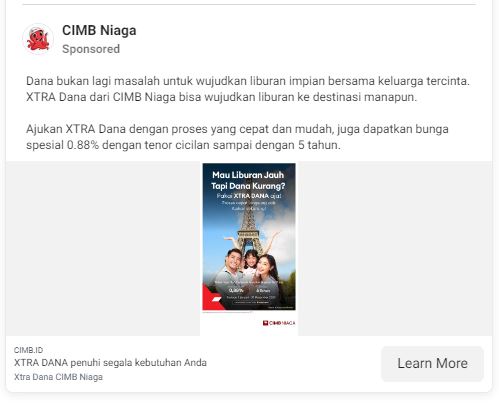 CIMB Niaga
Sponsored
Dana bukan lagi masalah untuk wujudkan liburan impian bersama keluarga tercinta.
XTRA Dana dari CIMB Niaga bisa wujudkan liburan ke destinasi manapun.
Ajukan XTRA Dana dengan proses yang cepat dan mudah, juga dapatkan bunga
spesial 0.88% dengan tenor cicilan sampai dengan 5 tahun.
Mau Liburan Jauh
Tapi Dana Kurang?
Pakai XTRA DANA aja!
0,88%
CIMB NIAGA
CIMB.ID
XTRA DANA penuhi segala kebutuhan Anda
Xtra Dana CIMB Niaga
Learn More